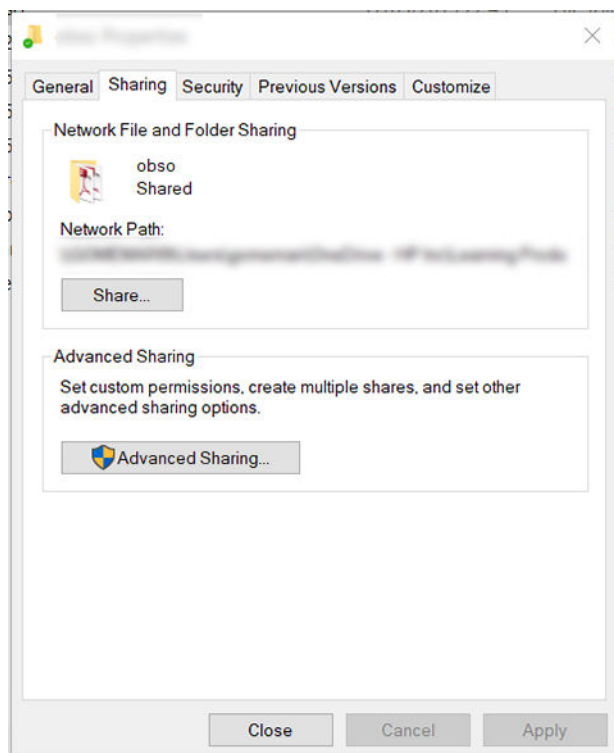 General Sharing Security Previous Versions Customize
Network File and Folder Sharing
obso
Shared
Network Path:
Share...
Advanced Sharing
Set custom permissions, create multiple shares, and set other
advanced sharing options.
Advanced Sharing...
Close Cancel Apply